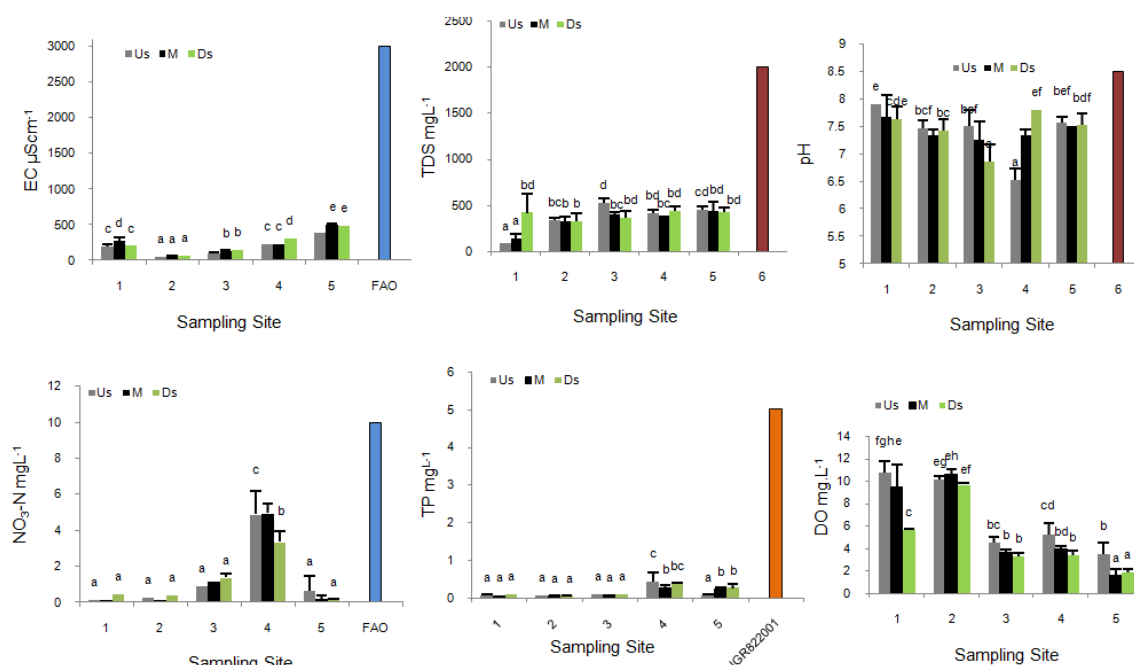 2500
3000
2500
2000
1500
1000
500
0
EC µScm-1
Us M Ds
c d c
a a a
b b
c c d
e e
1 2 3 4 5 FAO
Sampling Site
2000
1500
1000
500
0
TDS mgL-1
Us M Ds
a a bd
bc b b
d bc bd
bd bc bd
cd bd bd
1 2 3 4 5 6
Sampling Site
9
8.5
8
7.5
7
6.5
6
5.5
5
pH
Us M Ds
e cde
bcf bc
bef
a ef
bef bdf
1 2 3 4 5 6
Sampling Site
12
10
8
6
4
2
0
NO3-N mgL-1
Us M Ds
a a
a a
a a
c b
a a
1 2 3 4 5 FAO
Sampling Site
6
5
4
3
2
1
0
TP mgL-1
Us M Ds
a a a
a a a
a a a
c b bc
a b b
1 2 3 4 5
Sampling Site
14
12
10
8
6
4
2
0
DO mg.L-1
Us M Ds
fghe c
eg eh ef
bc b b
cd bd b
b a a
1 2 3 4 5
Sampling Site